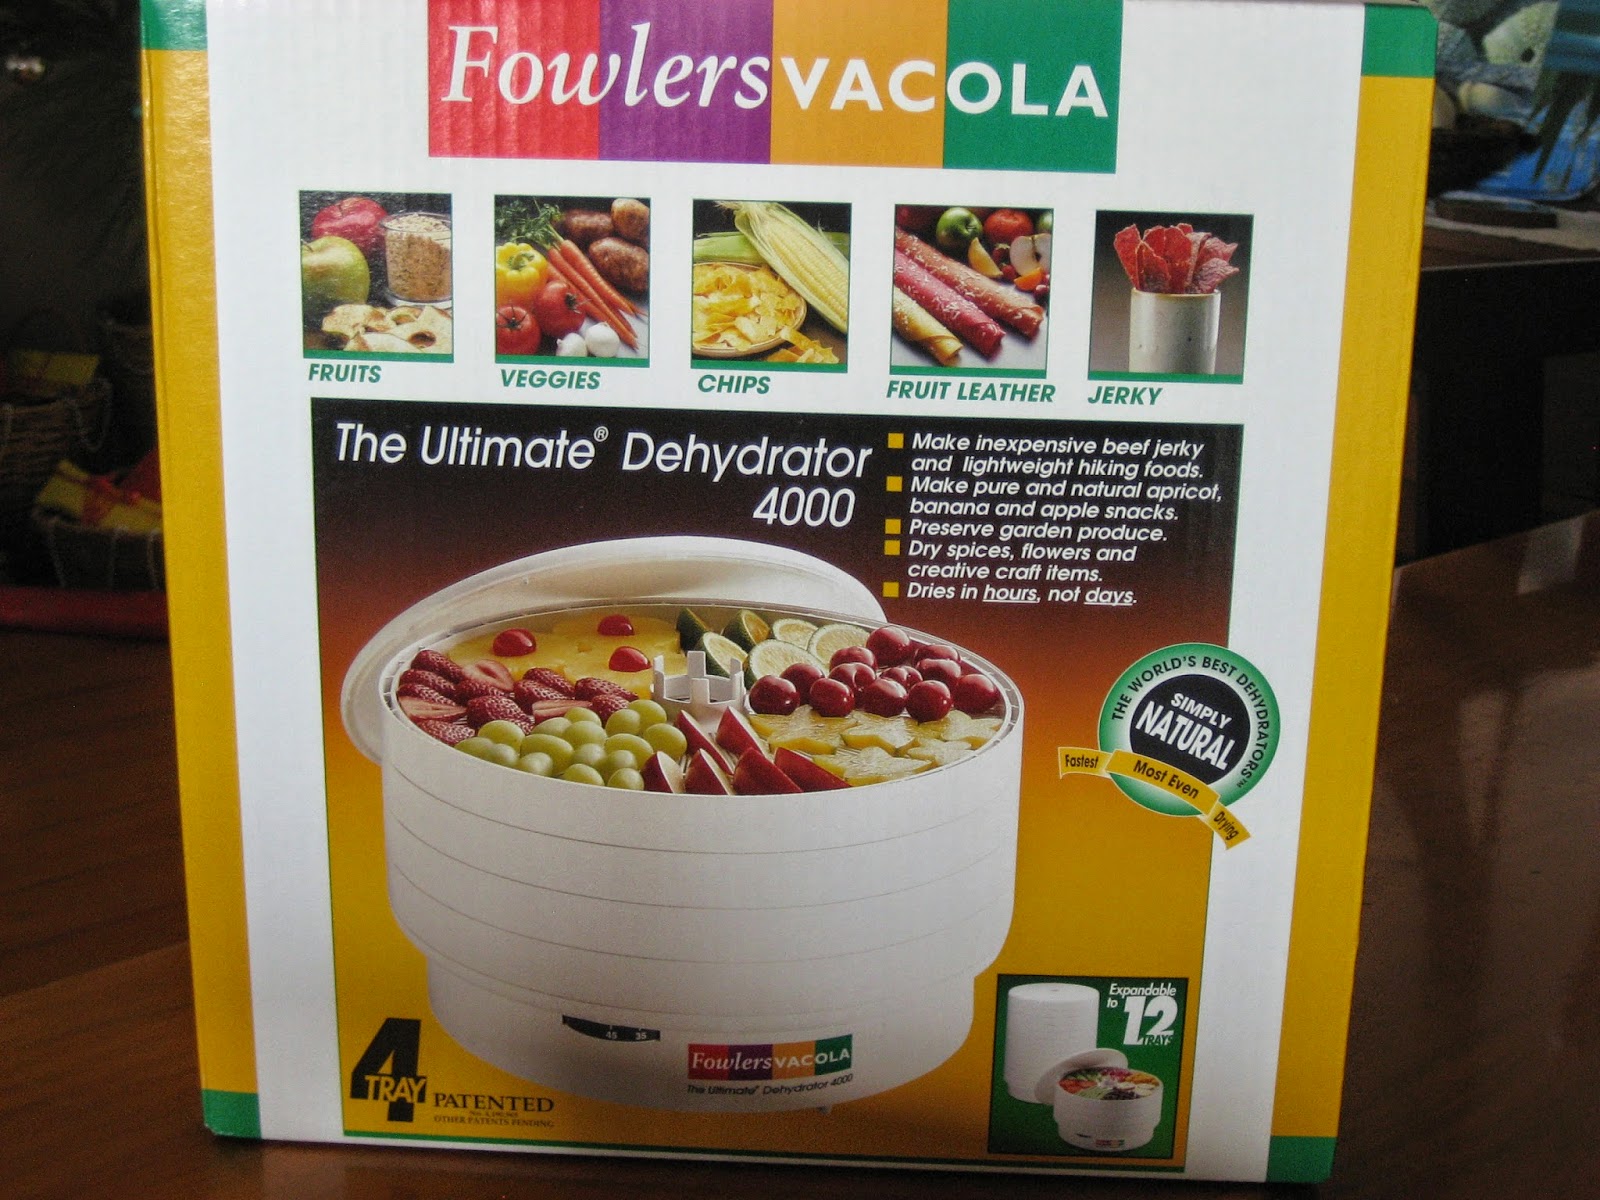 Fowlers VACOLA
FRUITS
VEGGIES
CHIPS
FRUIT LEATHER
JERKY
The Ultimate® Dehydrator
4000
Make inexpensive beef jerky
and lightweight hiking foods.
Make pure and natural apricot,
banana and apple snacks.
Preserve garden produce.
Dry spices, flowers and
creative craft items.
Dries in hours, not days.
THE WORLD'S BEST DEHYDRATORS™
SIMPLY
NATURAL
Fastest Most Even Drying
45 35
Fowlers VACOLA
The Ultimate® Dehydrator 4000
4
TRAY
PATENTED
OTHER PATENTS PENDING
Expandable
to 12
TRAYS